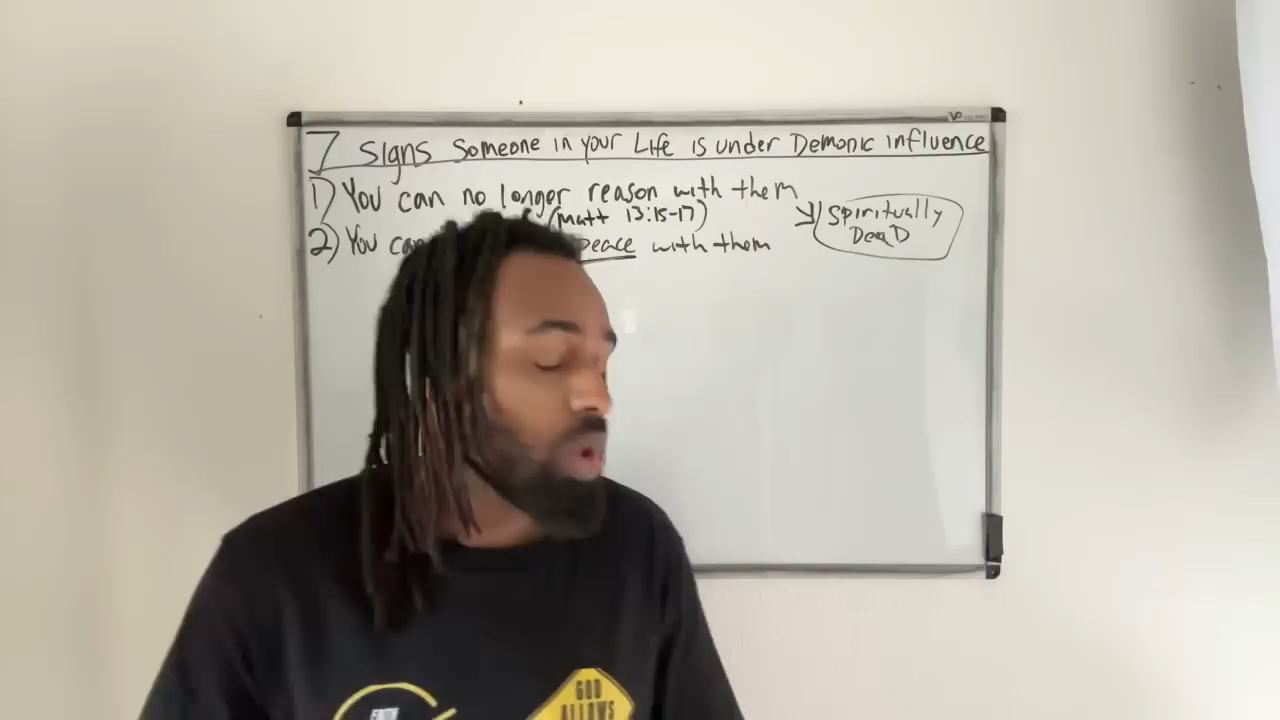 7 Signs Someone in your Life is under Demonic influence
1) You can no longer reason with them
(Matt 13:15-17)
Spiritually
DeaD
2) You peace with them
GOD
ALLOWS